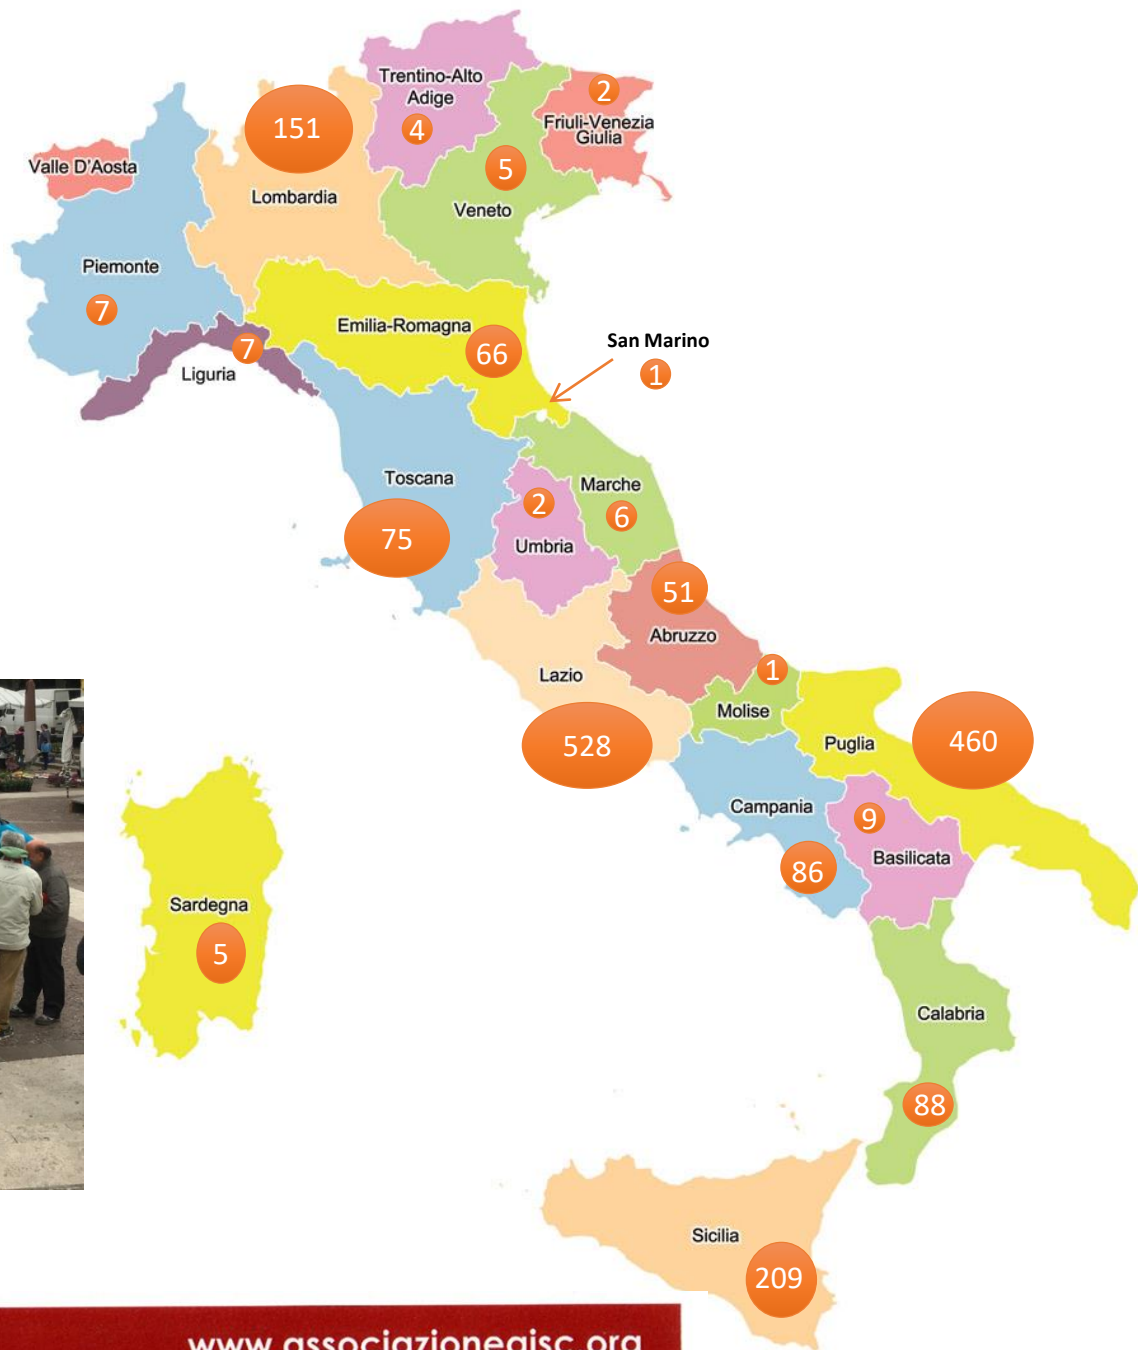 Trentino-Alto
Adige
4
2
Friuli-Venezia
Giulia
151
Lombardia
5
Veneto
Valle D'Aosta
Piemonte
7
Emilia-Romagna
66
7
Liguria
San Marino
1
Toscana
75
2
Umbria
Marche
6
51
Abruzzo
Lazio
528
1
Molise
Puglia
460
Campania
86
9
Basilicata
Sardegna
5
Calabria
88
Sicilia
209
www.associazionegisc.org